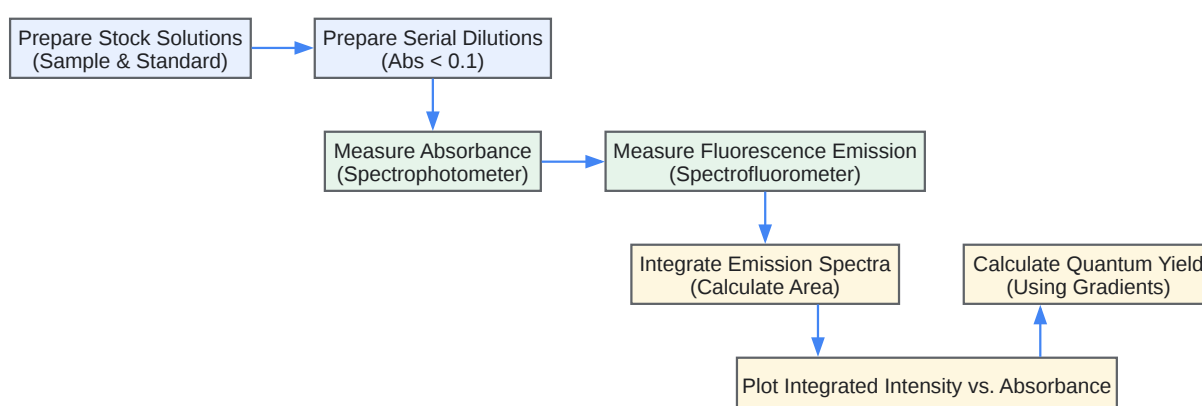 Prepare Stock Solutions
(Sample & Standard)
Prepare Serial Dilutions
(Abs < 0.1)
Measure Absorbance
(Spectrophotometer)
Measure Fluorescence Emission
(Spectrofluorometer)
Integrate Emission Spectra
(Calculate Area)
Calculate Quantum Yield
(Using Gradients)
Plot Integrated Intensity vs. Absorbance